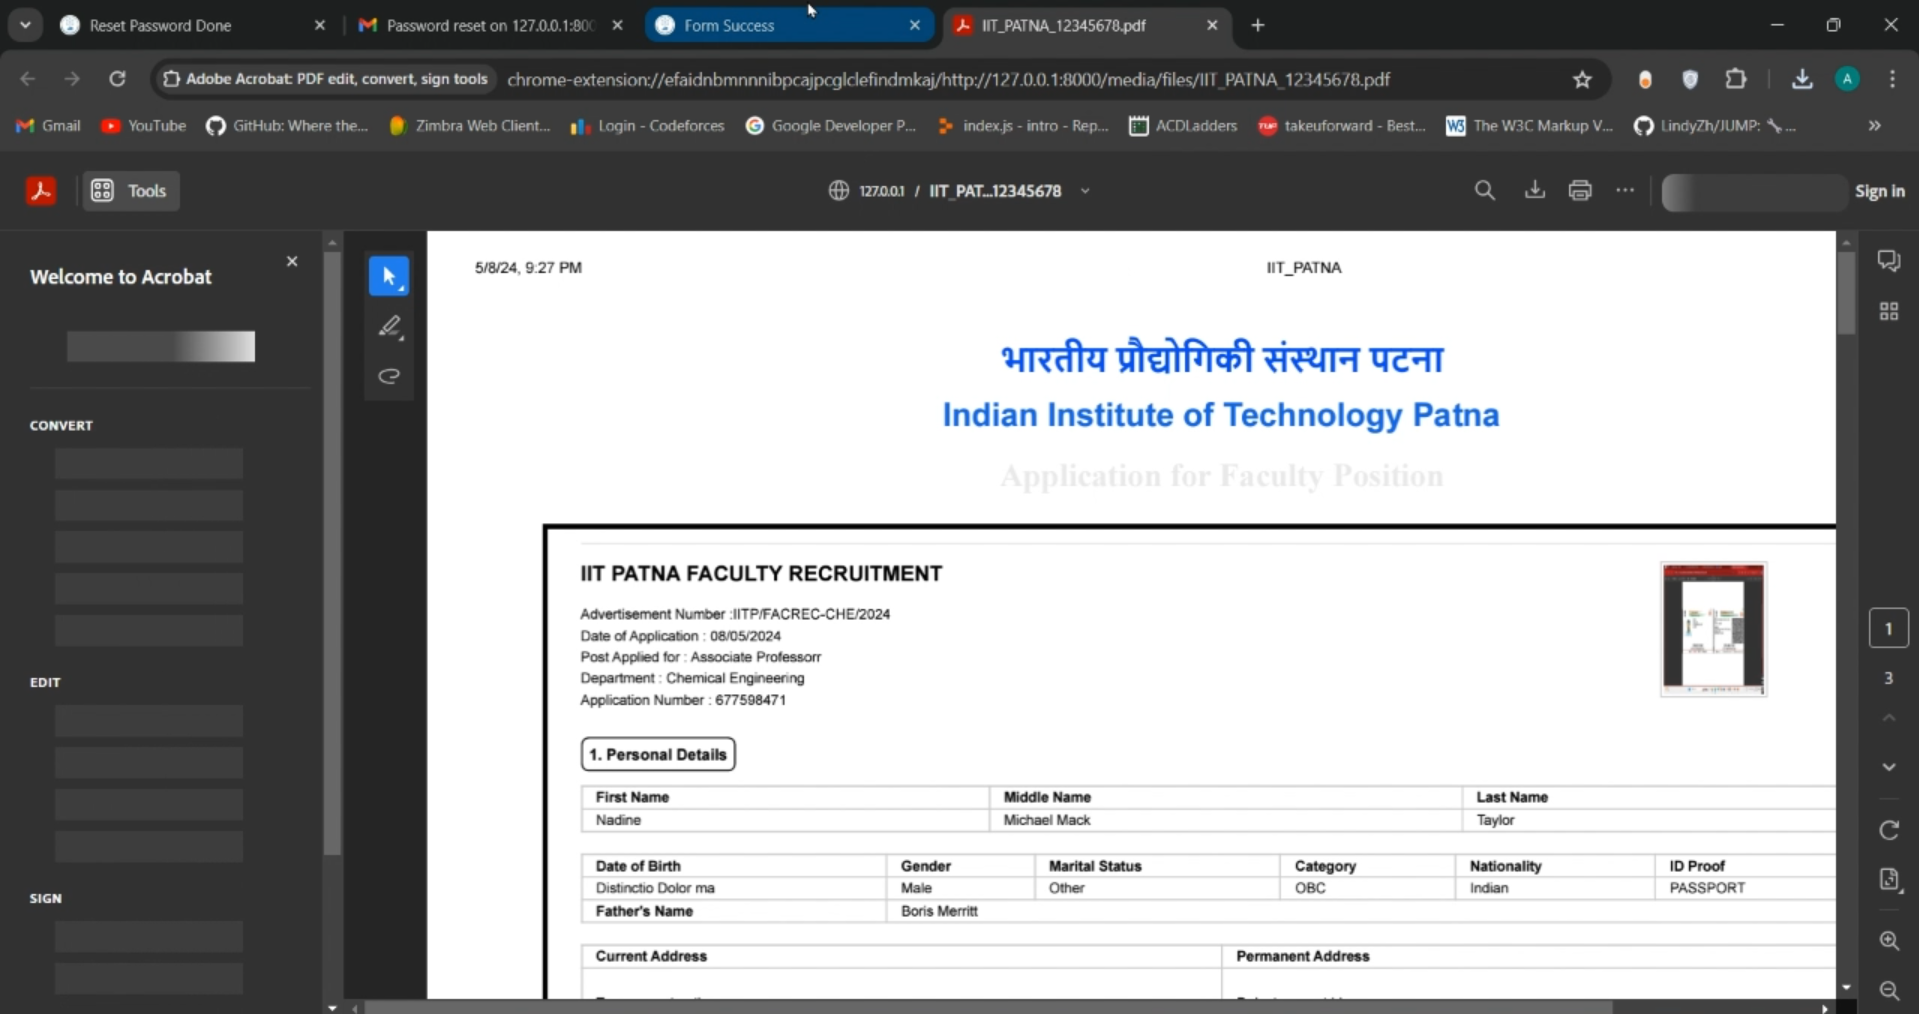 Reset Password Done
Password reset on 127.0.0.1:800
Form Success
IIT_PATNA_12345678.pdf
Adobe Acrobat: PDF edit, convert, sign tools
chrome-extension://efaidnbmnnnibpcajpcglclefindmkaj/http://127.0.0.1:8000/media/files/IIT_PATNA_12345678.pdf
A
Gmail
YouTube
GitHub: Where the...
Zimbra Web Client...
Login - Codeforces
Google Developer P...
index.js - intro - Rep...
ACDLadders
takeuforward - Best...
The W3C Markup V...
LindyZh/JUMP: 🔧 ...
Tools
127.0.0.1 / IIT_PAT...12345678
Sign in
Welcome to Acrobat
CONVERT
EDIT
SIGN
5/8/24, 9:27 PM
IIT_PATNA
भारतीय प्रौद्योगिकी संस्थान पटना
Indian Institute of Technology Patna
Application for Faculty Position
IIT PATNA FACULTY RECRUITMENT
Advertisement Number :IITP/FACREC-CHE/2024
Date of Application : 08/05/2024
Post Applied for : Associate Professorr
Department : Chemical Engineering
Application Number : 677598471
1. Personal Details
First Name Middle Name Last Name
Nadine Michael Mack Taylor
Date of Birth Gender Marital Status Category Nationality ID Proof
Distinctio Dolor ma Male Other OBC Indian PASSPORT
Father's Name Boris Merritt
Current Address Permanent Address
1
3